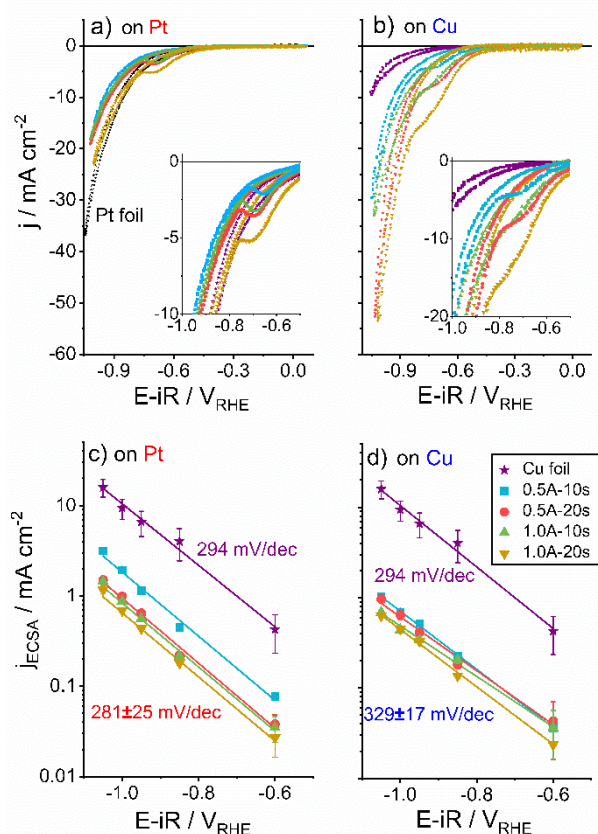 a) on Pt
b) on Cu
0
-10
-20
-30
-40
-50
-60
j / mA cm-2
Pt foil
0
-5
-10
-1.0
-0.8
-0.6
0
-10
-20
-1.0
-0.8
-0.6
-0.9
-0.6
-0.3
0.0
-0.9
-0.6
-0.3
0.0
E-iR / VRHE
E-iR / VRHE
c) on Pt
d) on Cu
Cu foil
0.5A-10s
0.5A-20s
1.0A-10s
1.0A-20s
10
1
0.1
0.01
jECSA / mA cm-2
294 mV/dec
281±25 mV/dec
294 mV/dec
329±17 mV/dec
-1.0
-0.8
-0.6
-1.0
-0.8
-0.6
E-iR / VRHE
E-iR / VRHE